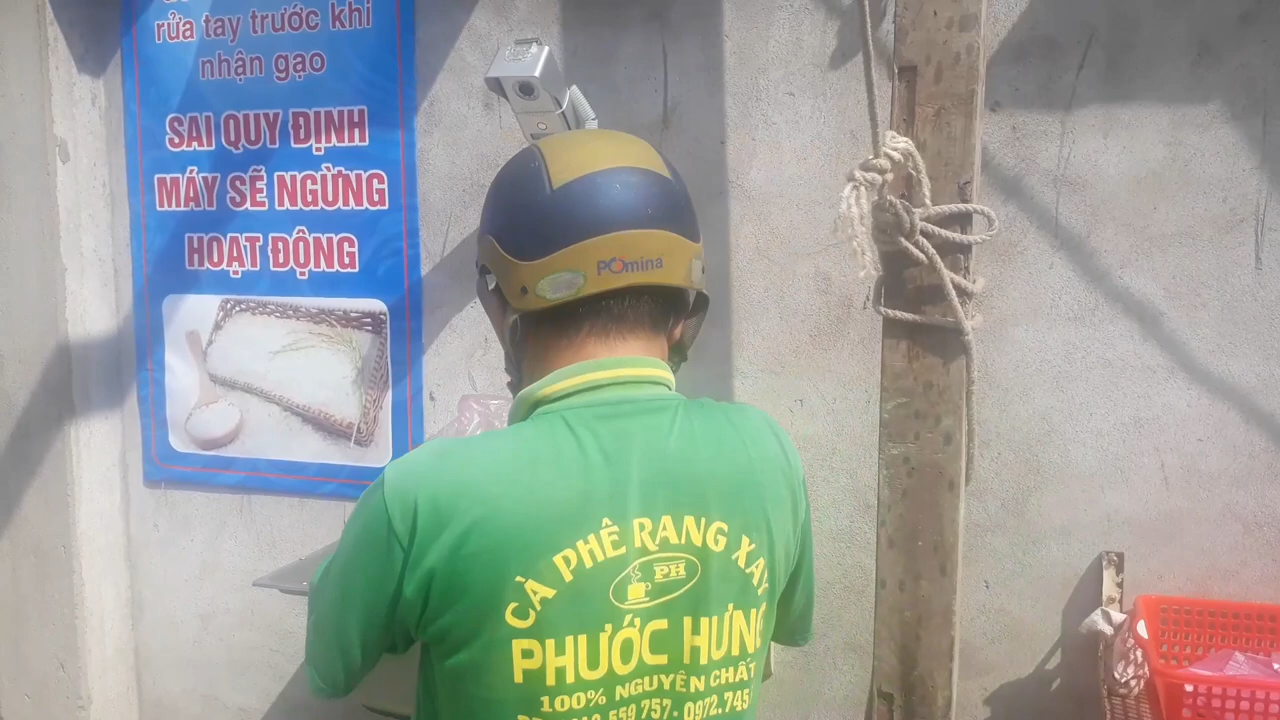 rửa tay trước khi
nhận gạo
SAI QUY ĐỊNH
MÁY SẼ NGỪNG
HOẠT ĐỘNG
Pomina
CÀ PHÊ RANG XAY
PH
PHƯỚC HƯNG
100% NGUYÊN CHẤT
559 757 - 0972.745